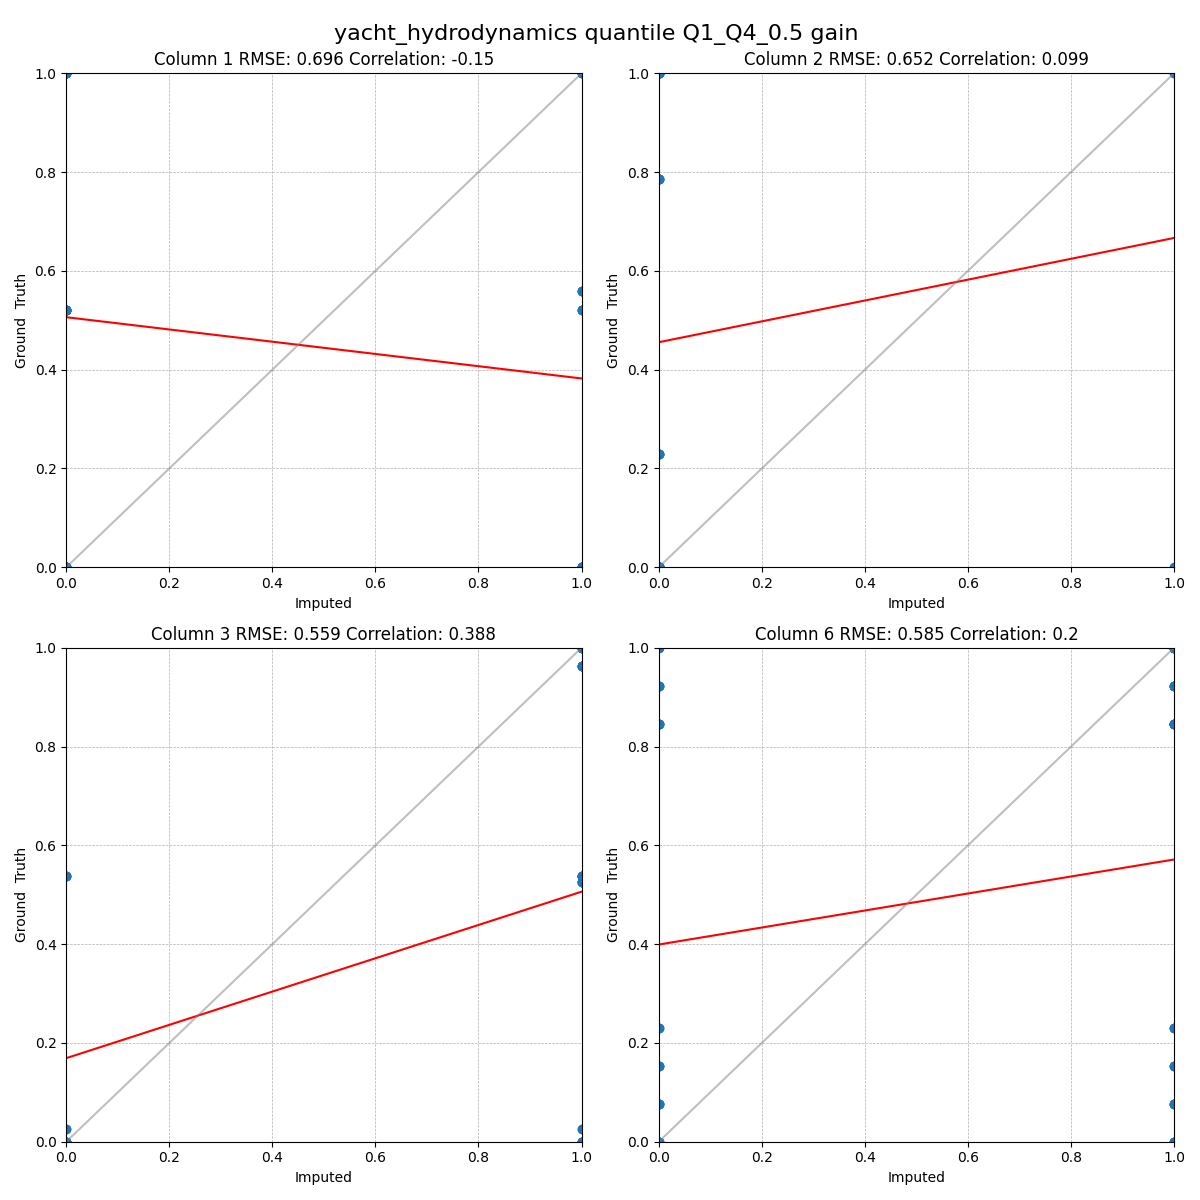 yacht_hydrodynamics quantile Q1_Q4_0.5 gain
Column 1 RMSE: 0.696 Correlation: -0.15
1.0
0.8
0.6
0.4
0.2
0.0
Ground Truth
0.0 0.2 0.4 0.6 0.8 1.0
Imputed
Column 2 RMSE: 0.652 Correlation: 0.099
1.0
0.8
0.6
0.4
0.2
0.0
Ground Truth
0.0 0.2 0.4 0.6 0.8 1.0
Imputed
Column 3 RMSE: 0.559 Correlation: 0.388
1.0
0.8
0.6
0.4
0.2
0.0
Ground Truth
0.0 0.2 0.4 0.6 0.8 1.0
Imputed
Column 6 RMSE: 0.585 Correlation: 0.2
1.0
0.8
0.6
0.4
0.2
0.0
Ground Truth
0.0 0.2 0.4 0.6 0.8 1.0
Imputed